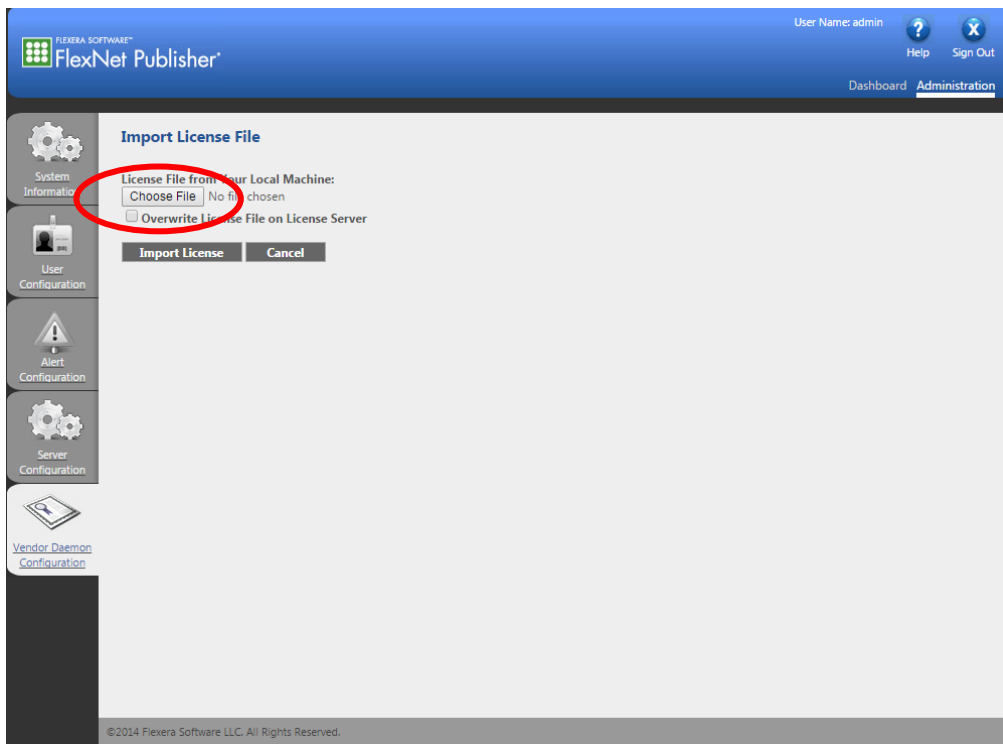 User Name: admin
FLEXERA SOFTWARE™
FlexNet Publisher®
Help
Sign Out
Dashboard
Administration
System
Information
User
Configuration
Alert
Configuration
Server
Configuration
Vendor Daemon
Configuration
Import License File
License File from Your Local Machine:
Choose File No file chosen
Overwrite License File on License Server
Import License
Cancel
©2014 Flexera Software LLC. All Rights Reserved.